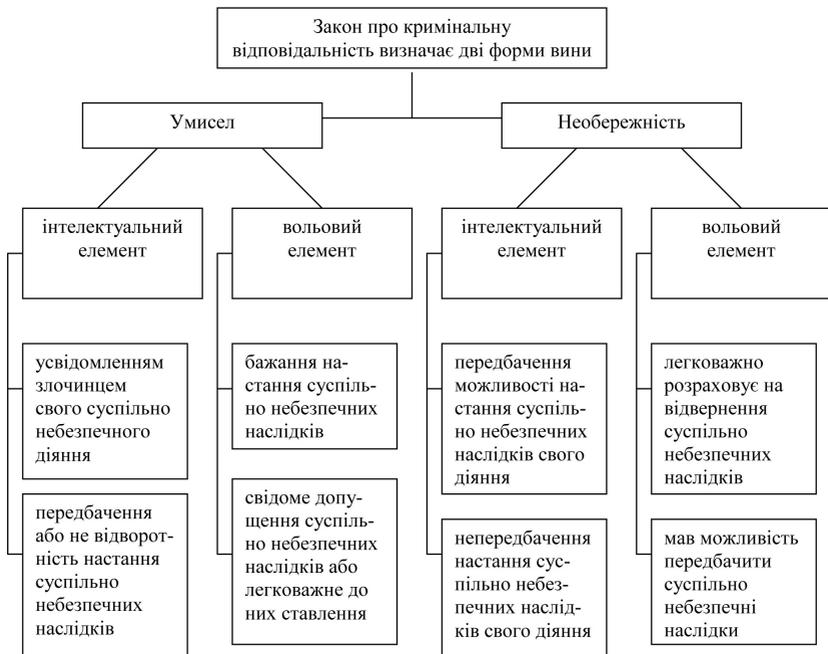 Закон про кримінальну
відповідальність визначає дві форми вини
Умисел
Необережність
інтелектуальний
елемент
вольовий
елемент
інтелектуальний
елемент
вольовий
елемент
усвідомленням
злочинцем
свого суспільно
небезпечного
діяння
бажання на-
стання суспіль-
но небезпечних
наслідків
передбачення
можливості на-
стання суспіль-
но небезпечних
наслідків свого
діяння
легковажно
розраховує на
відвернення
суспільно
небезпечних
наслідків
передбачення
або не відворот-
ність настання
суспільно
небезпечних
наслідків
свідоме допу-
щення суспіль-
но небезпечних
наслідків або
легковажне до
них ставлення
непередбачення
настання сус-
пільно небез-
печних наслід-
ків свого діяння
мав можливість
передбачити
суспільно
небезпечні
наслідки